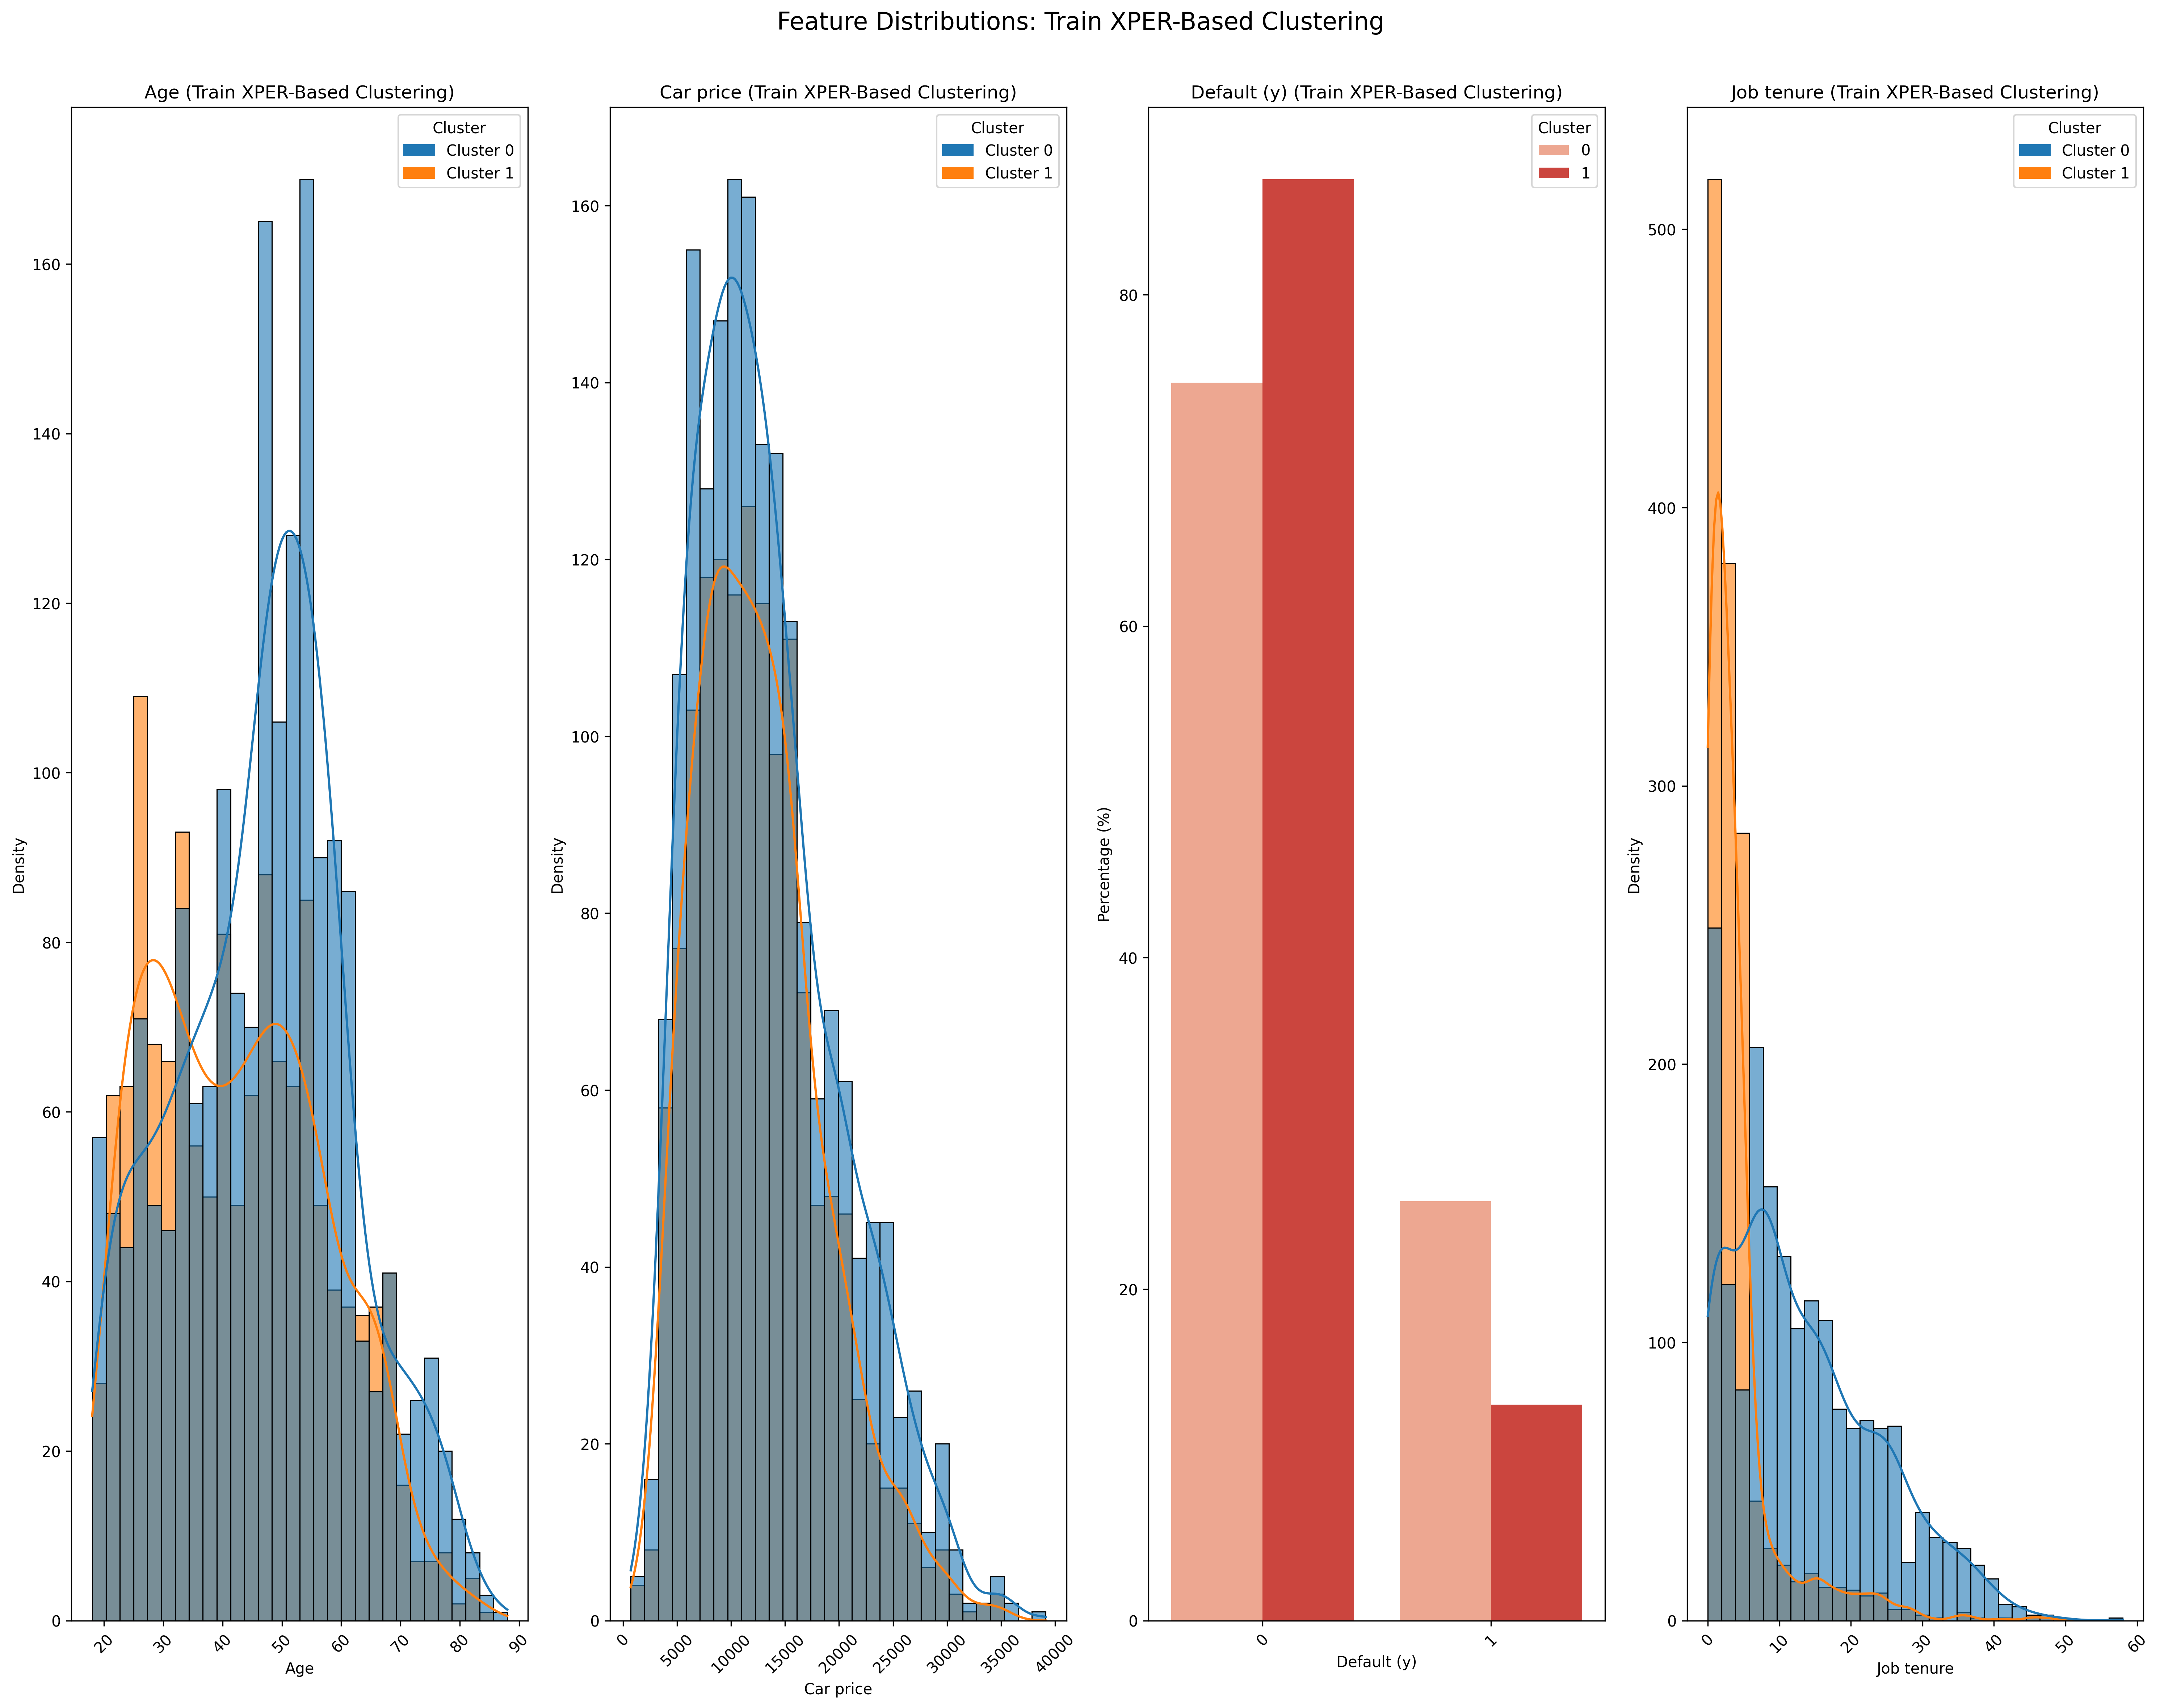 Feature Distributions: Train XPER-Based Clustering
Age (Train XPER-Based Clustering)
Cluster
Cluster 0
Cluster 1
160
140
120
100
80
60
40
20
0
Density
20
30
40
50
60
70
80
90
Age
Car price (Train XPER-Based Clustering)
Cluster
Cluster 0
Cluster 1
160
140
120
100
80
60
40
20
0
Density
0
5000
10000
15000
20000
25000
30000
35000
40000
Car price
Default (y) (Train XPER-Based Clustering)
Cluster
0
1
80
60
40
20
0
Percentage (%)
0
1
Default (y)
Job tenure (Train XPER-Based Clustering)
Cluster
Cluster 0
Cluster 1
500
400
300
200
100
0
Density
0
10
20
30
40
50
60
Job tenure